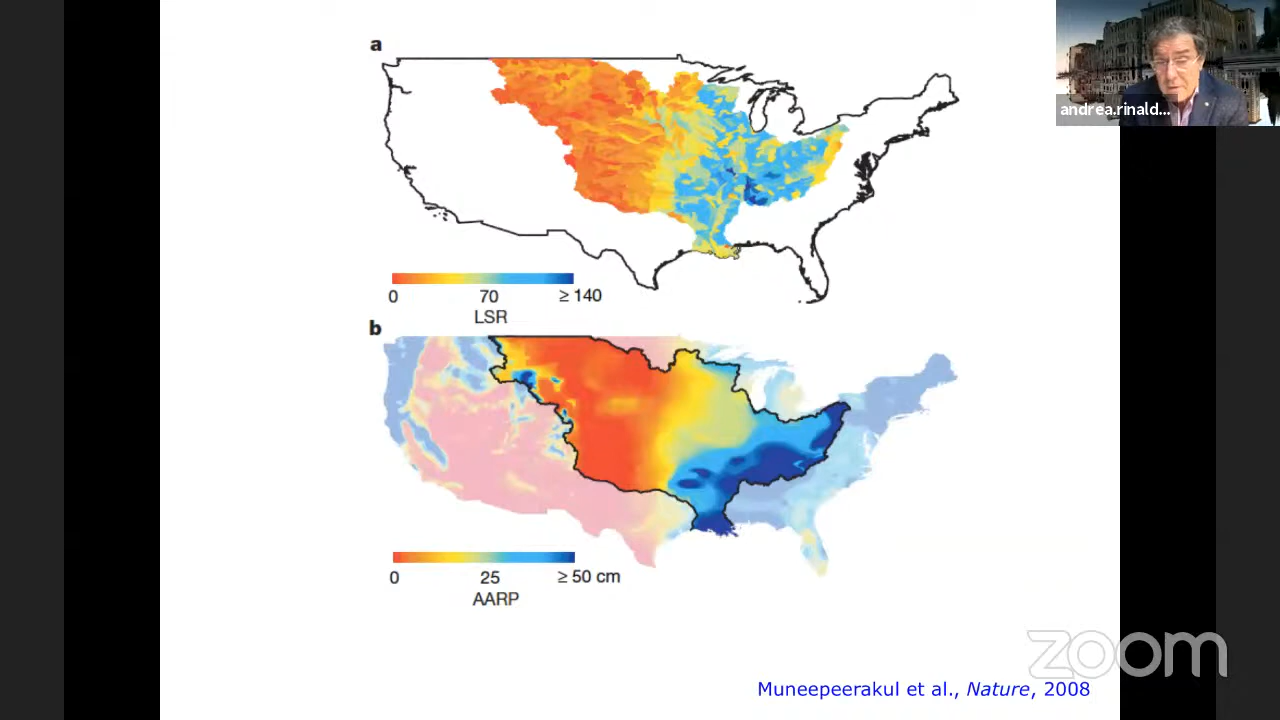 a
andrea.rinald...
0 70 ≥ 140
LSR
b
0 25 ≥ 50 cm
AARP
zoom
Muneepeerakul et al., Nature, 2008